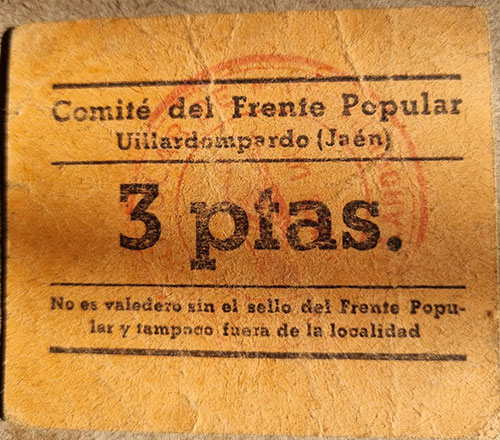 Comité del Frente Popular
Uillardompardo (Jaén)
3 ptas.
No es valedero sin el sello del Frente Popu-
lar y tampoco fuera de la localidad